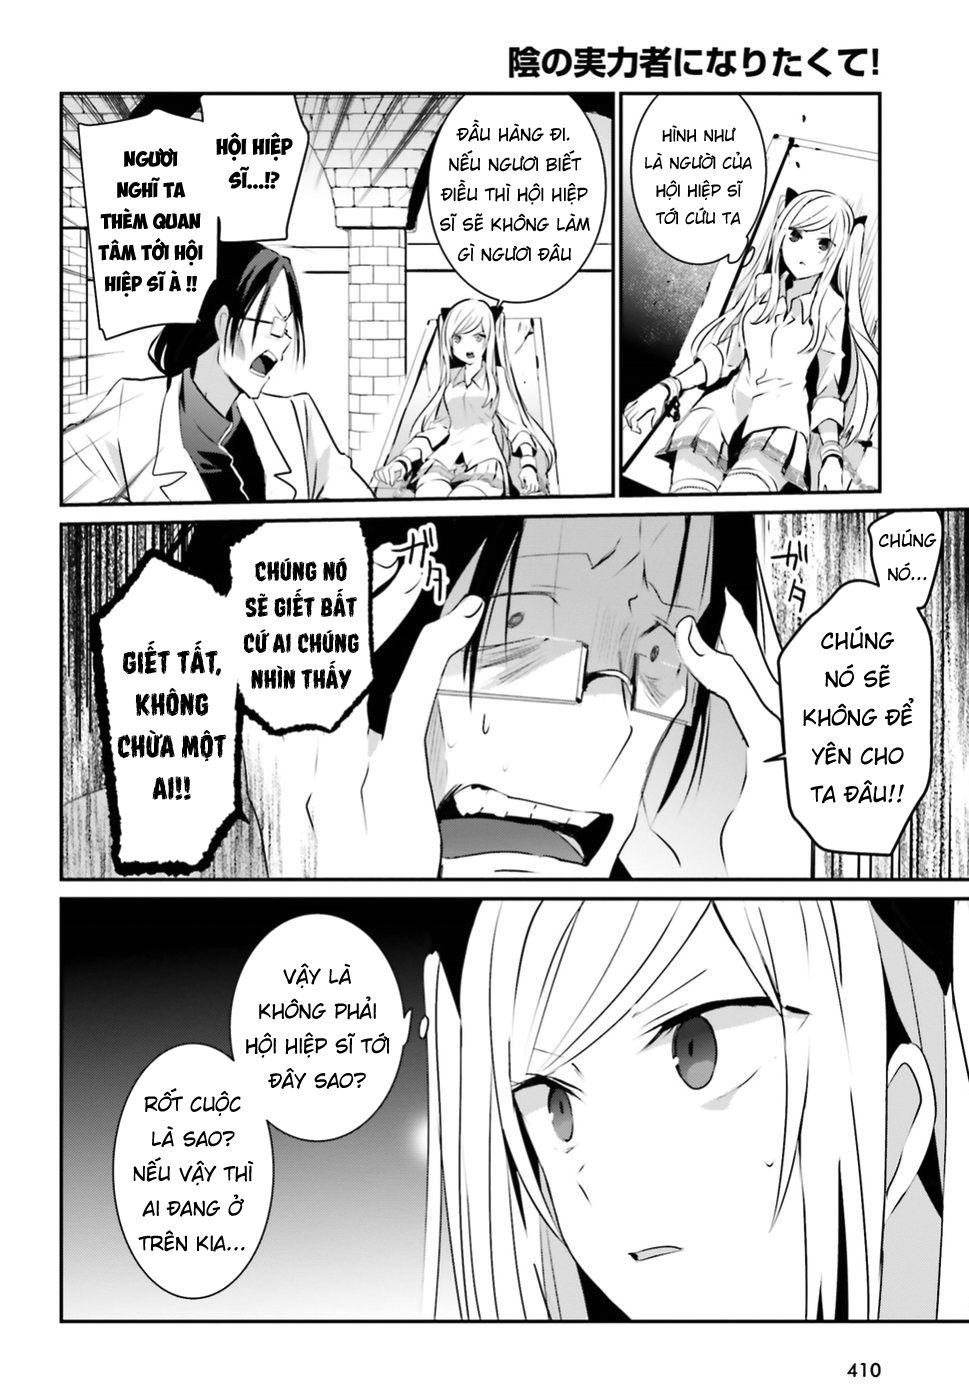 陰の実力者になりたくて!
HÌNH NHƯ
LÀ NGƯỜI CỦA
HỘI HIỆP SĨ
TỚI CỨU TA
ĐẦU HÀNG ĐI.
NẾU NGƯƠI BIẾT
ĐIỀU THÌ HỘI HIỆP
SĨ SẼ KHÔNG LÀM
GÌ NGƯƠI ĐÂU
HỘI HIỆP
SĨ...!?
NGƯƠI
NGHĨ TA
THÈM QUAN
TÂM TỚI HỘI
HIỆP SĨ À !!
CHÚNG
NÓ...
CHÚNG
NÓ SẼ
KHÔNG ĐỂ
YÊN CHO
TA ĐÂU!!
ガタ
ガタ
CHÚNG NÓ
SẼ GIẾT BẤT
CỨ AI CHÚNG
NHÌN THẤY
GIẾT TẤT,
KHÔNG
CHỪA MỘT
AI!!
VẬY LÀ
KHÔNG PHẢI
HỘI HIỆP SĨ TỚI
ĐÂY SAO?
RỐT CUỘC
LÀ SAO?
NẾU VẬY THÌ
AI ĐANG Ở
TRÊN KIA...
410